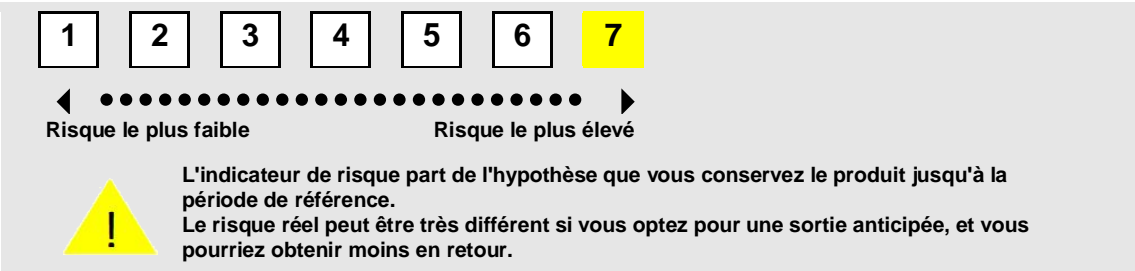 1 2 3 4 5 6 7
Risque le plus faible Risque le plus élevé
L'indicateur de risque part de l'hypothèse que vous conservez le produit jusqu'à la
période de référence.
Le risque réel peut être très différent si vous optez pour une sortie anticipée, et vous
pourriez obtenir moins en retour.
!